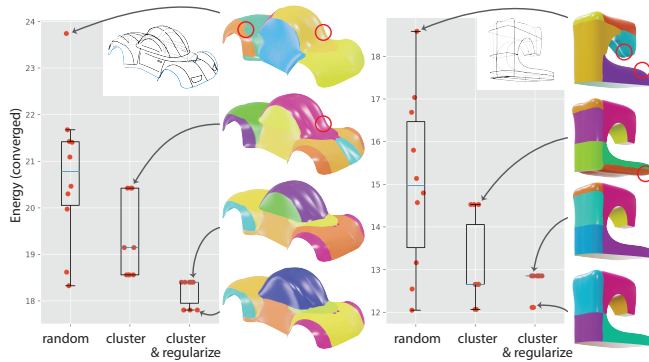 Energy (converged)
24
22
21
20
19
18
random
cluster
cluster
& regularize
18
17
16
15
14
13
12
random
cluster
cluster
& regularize